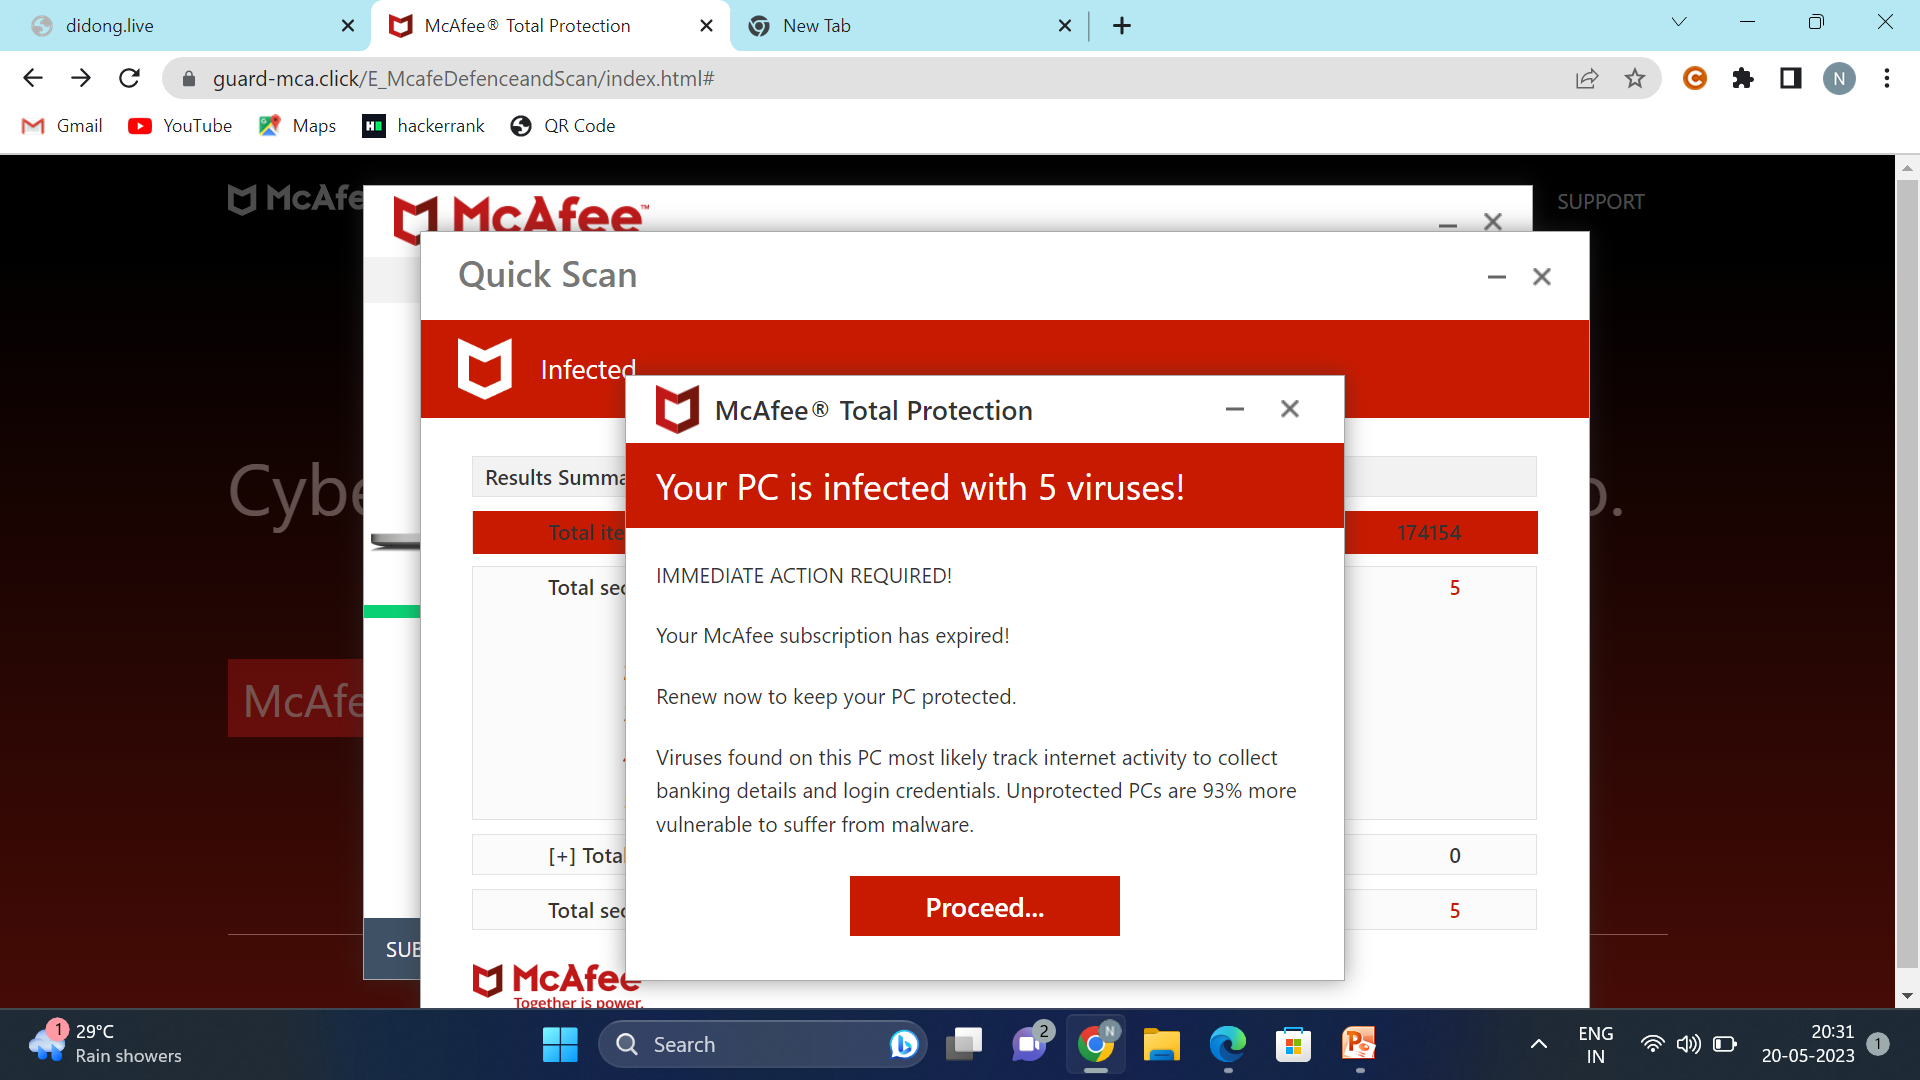 didong.live
McAfee® Total Protection
New Tab
guard-mca.click/E_McafeDefenceandScan/index.html#
N
Gmail
YouTube
Maps
hackerrank
QR Code
McAfe
McAfee™
SUPPORT
Quick Scan
Infected
McAfee® Total Protection
Results Summa
Your PC is infected with 5 viruses!
Cybe
o.
Total ite
174154
IMMEDIATE ACTION REQUIRED!
Total sec
5
Your McAfee subscription has expired!
McAfe
Renew now to keep your PC protected.
Viruses found on this PC most likely track internet activity to collect
banking details and login credentials. Unprotected PCs are 93% more
vulnerable to suffer from malware.
[+] Total
0
Proceed...
Total sec
5
SUB
McAfee
Together is power.
1
29°C
Rain showers
Search
2
N
ENG
IN
20:31
20-05-2023
1